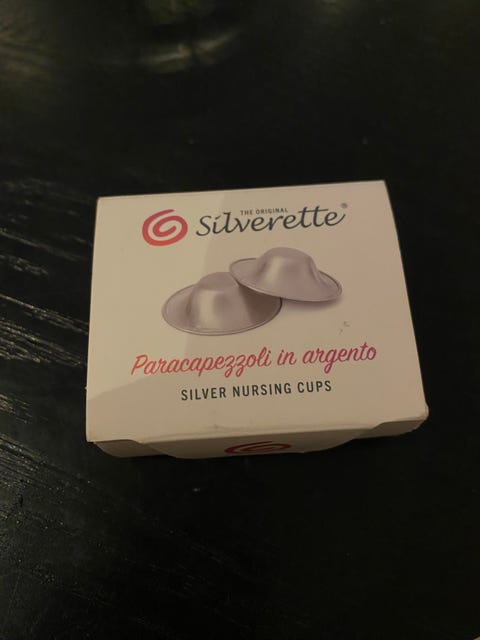 THE ORIGINAL
Silverette®
Paracapezzoli in argento
SILVER NURSING CUPS